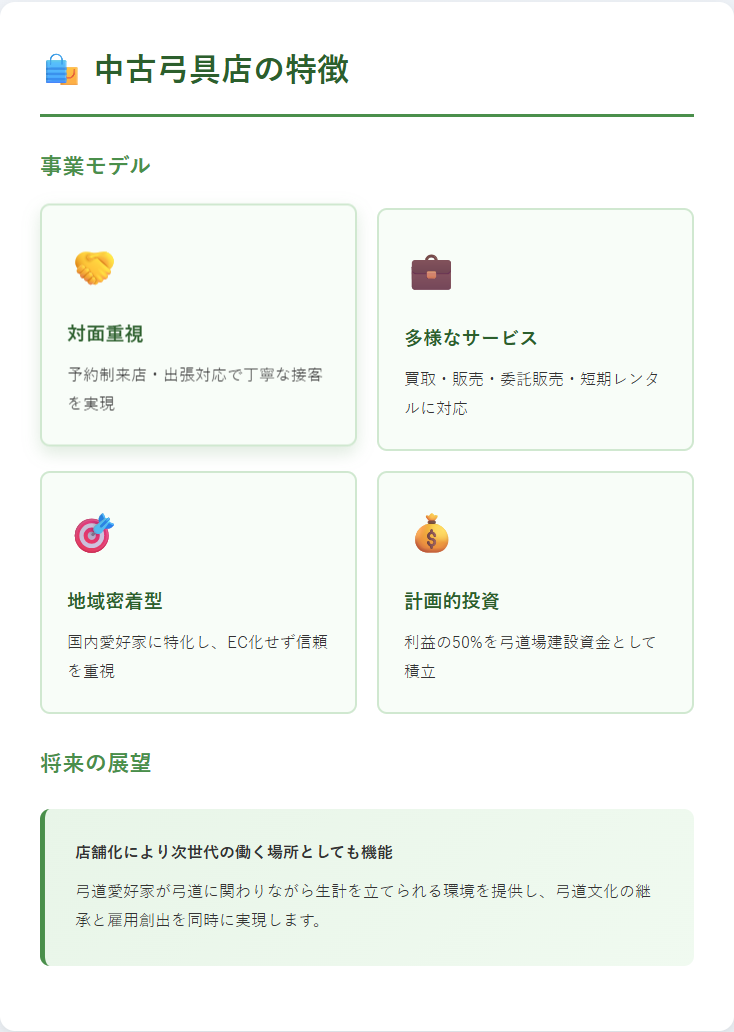 中古弓具店の特徴
事業モデル
対面重視
予約制来店・出張対応で丁寧な接客
を実現
多様なサービス
買取・販売・委託販売・短期レンタ
ルに対応
地域密着型
国内愛好家に特化し、EC化せず信頼
を重視
計画的投資
利益の50%を弓道場建設資金として
積立
将来の展望
店舗化により次世代の働く場所としても機能
弓道愛好家が弓道に関わりながら生計を立てられる環境を提供し、弓道文化の継
承と雇用創出を同時に実現します。